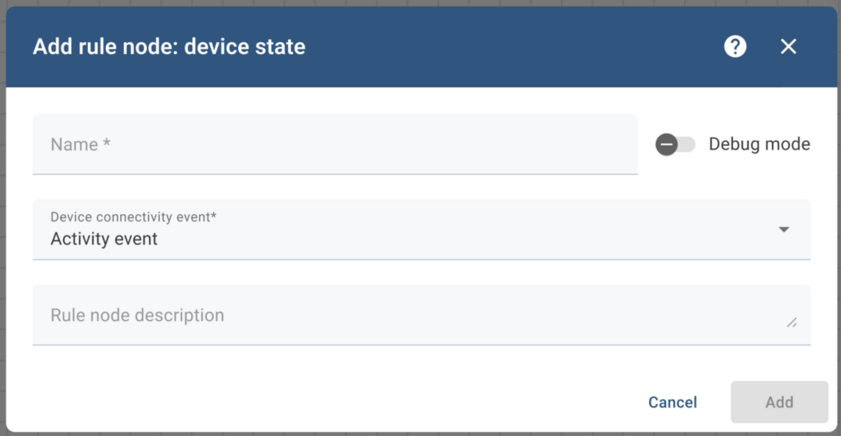 Add rule node: device state
Name *
Debug mode
Device connectivity event*
Activity event
Rule node description
Cancel
Add